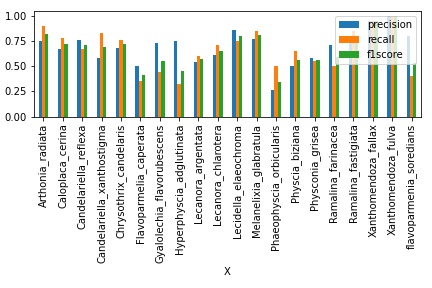 1.00
0.75
0.50
0.25
0.00
precision
recall
f1score
Arthonia_radiata
Caloplaca_cerina
Candelariella_reflexa
Candelariella_xanthostigma
Chrysothrix_candelaris
Flavoparmelia_caperata
Gyalolechia_flavorubescens
Hyperphyscia_adglutinata
Lecanora_argentata
Lecanora_chlarotera
Lecidella_elaeochroma
Melanelixia_glabratula
Phaeophyscia_orbicularis
Physcia_biziana
Physconia_grisea
Ramalina_farinacea
Ramalina_fastigiata
Xanthomendoza_fallax
Xanthomendoza_fulva
flavoparmenia_soredians
X